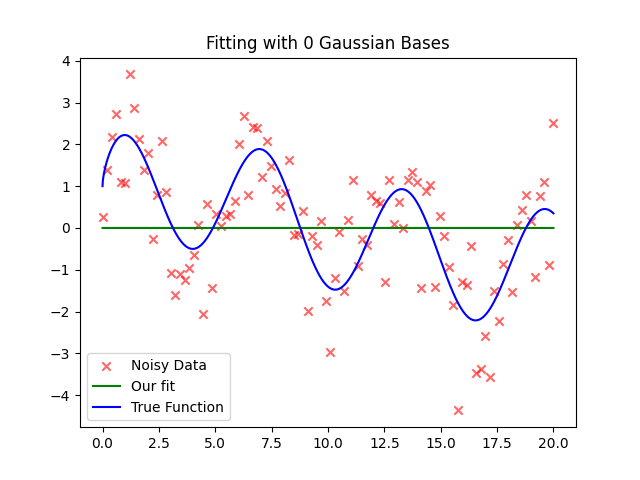 Fitting with 0 Gaussian Bases
4
3
2
1
0
−1
−2
−3
−4
Noisy Data
Our fit
True Function
0.0 2.5 5.0 7.5 10.0 12.5 15.0 17.5 20.0